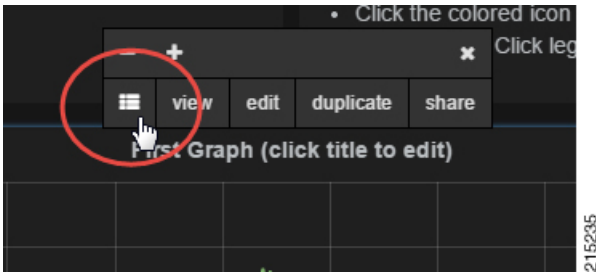 • Click the colored icon
Click leg
view edit duplicate share
First Graph (click title to edit)
215235